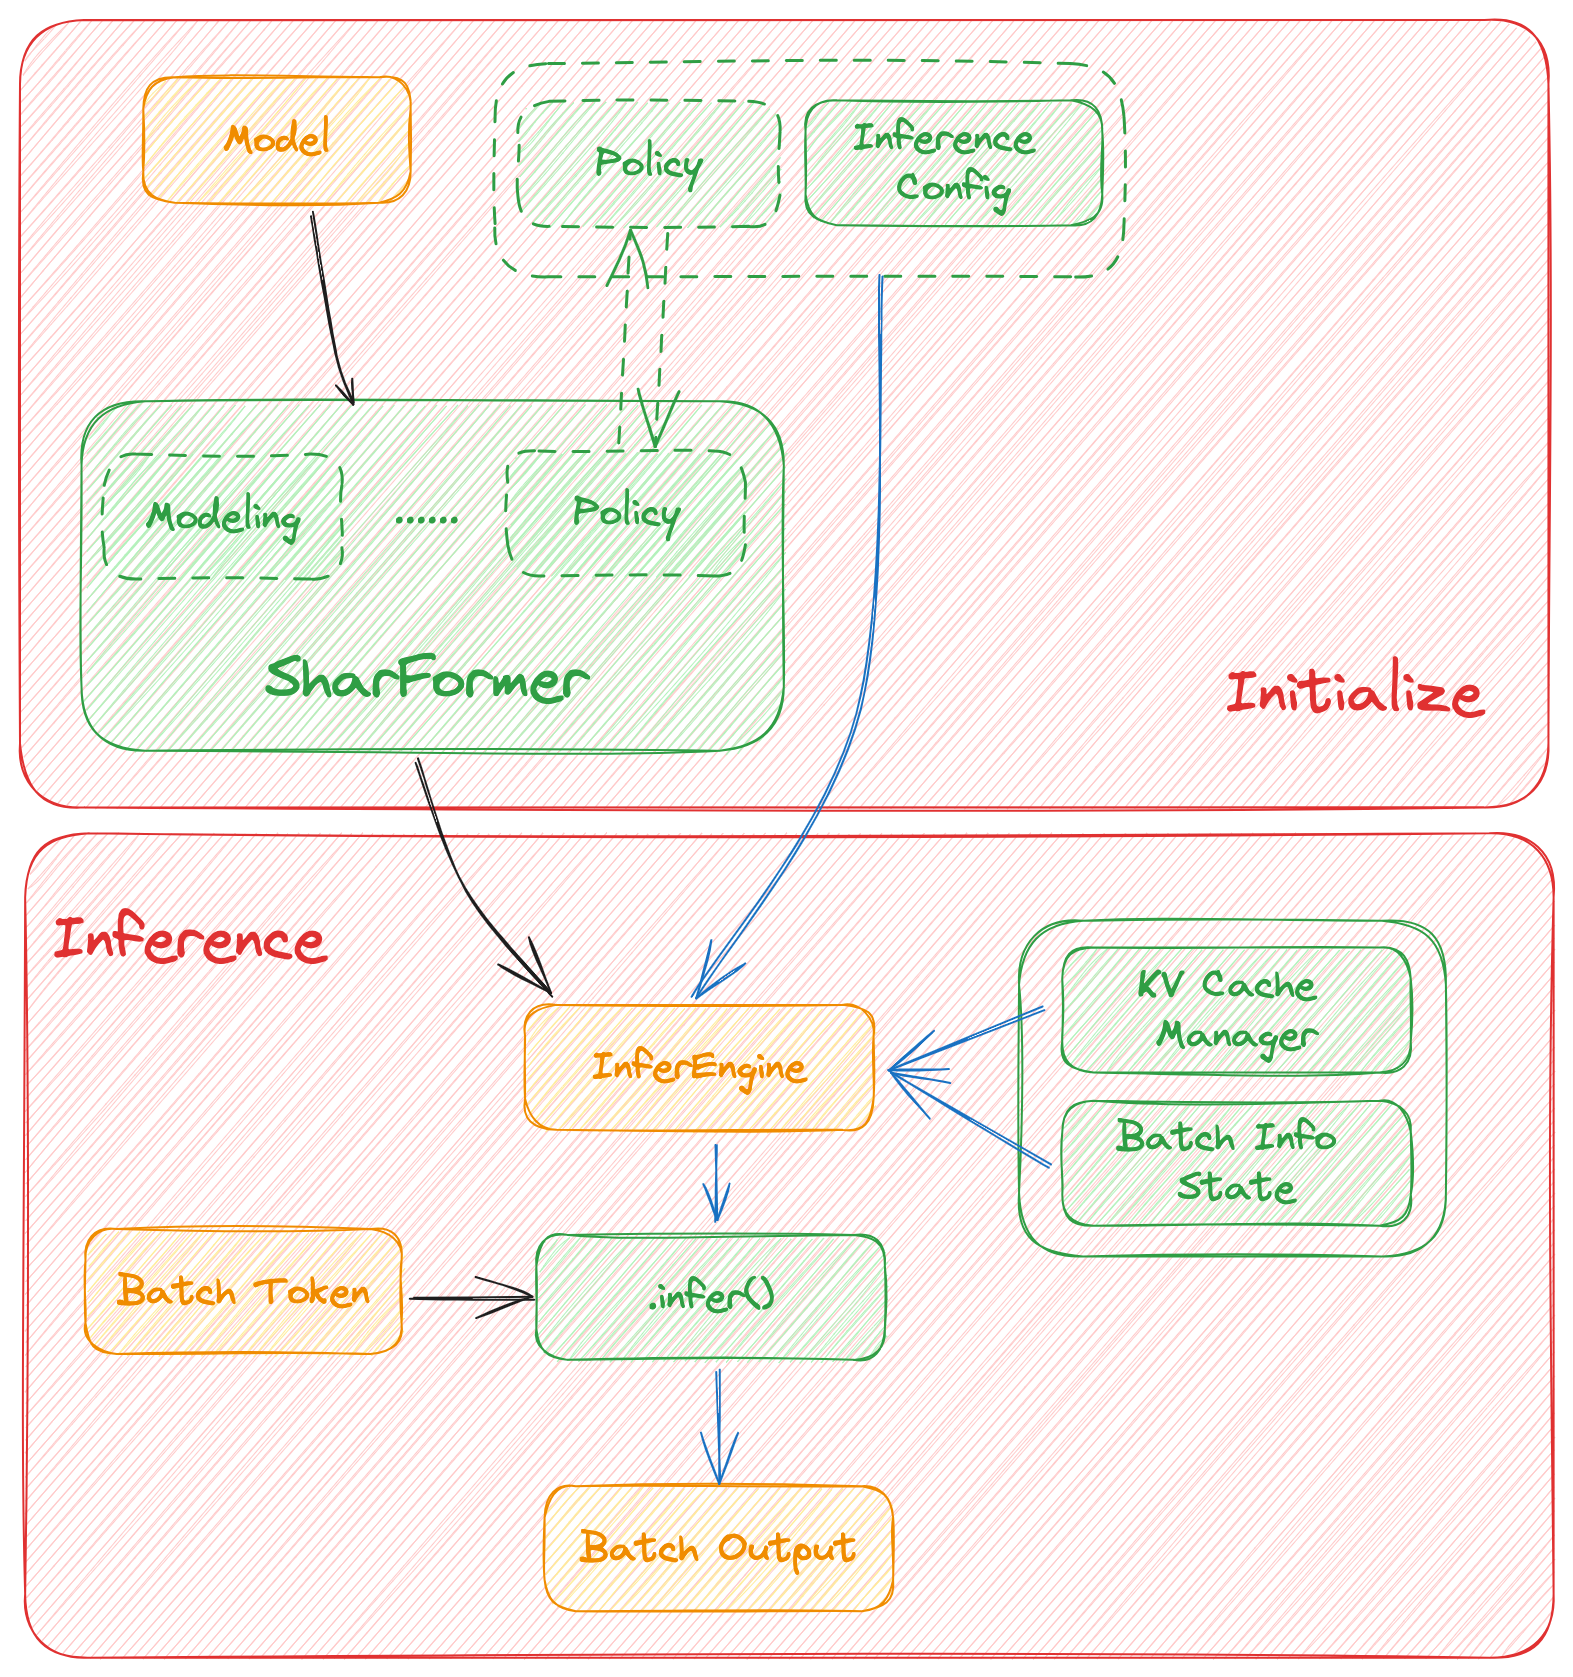 Model
Policy
Inference
Config
Modeling
......
Policy
SharFormer
Initialize
Inference
KV Cache
Manager
InferEngine
Batch Info
State
Batch Token
.infer()
Batch Output